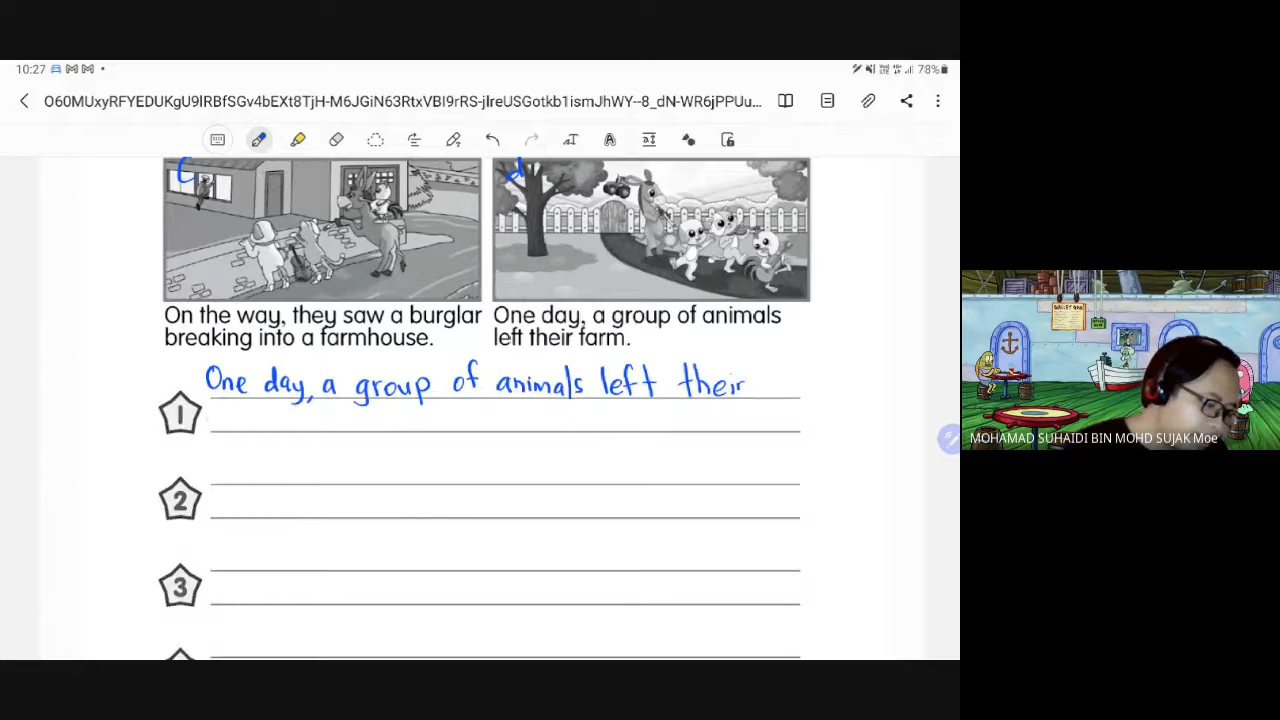 10:27
78%
O60MUxyRFYEDUKgU9IRBfSGv4bEXt8TjH-M6JGiN63RtxVBI9rRS-jlreUSGotkb1ismJhWY--8_dN-WR6jPPUu...
C
d
On the way, they saw a burglar
breaking into a farmhouse.
One day, a group of animals
left their farm.
One day, a group of animals left their
1
2
3
MOHAMAD SUHAIDI BIN MOHD SUJAK Moe